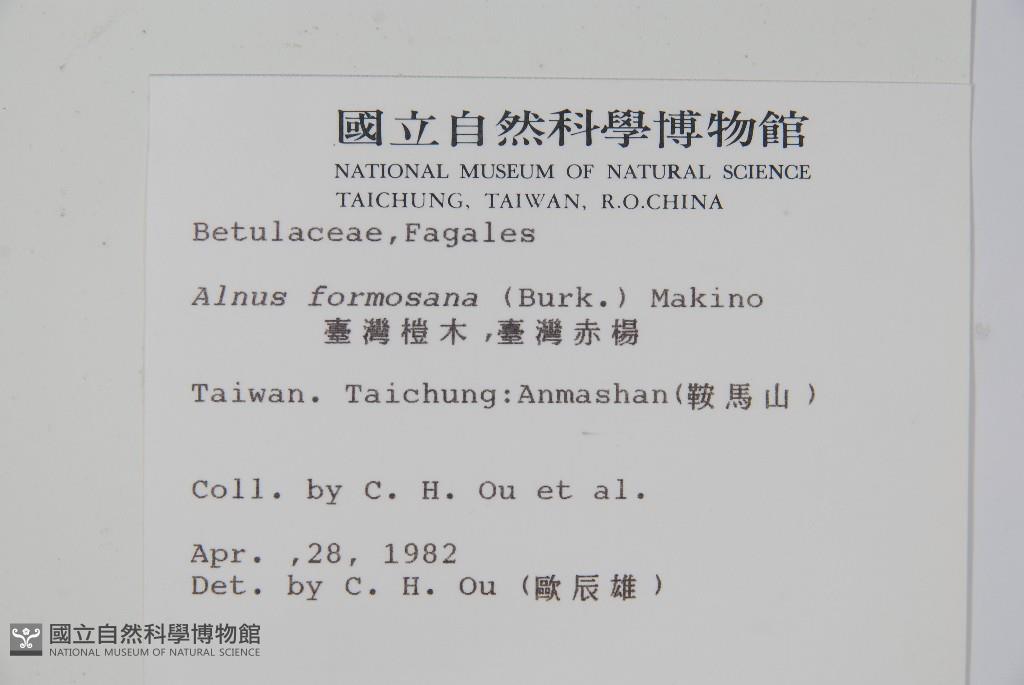 國立自然科學博物館
NATIONAL MUSEUM OF NATURAL SCIENCE
TAICHUNG, TAIWAN, R.O.CHINA
Betulaceae,Fagales
Alnus formosana (Burk.) Makino
臺灣榿木,臺灣赤楊
Taiwan. Taichung:Anmashan(鞍馬山)
Coll. by C. H. Ou et al.
Apr. ,28, 1982
Det. by C. H. Ou (歐辰雄)
國立自然科學博物館
NATIONAL MUSEUM OF NATURAL SCIENCE